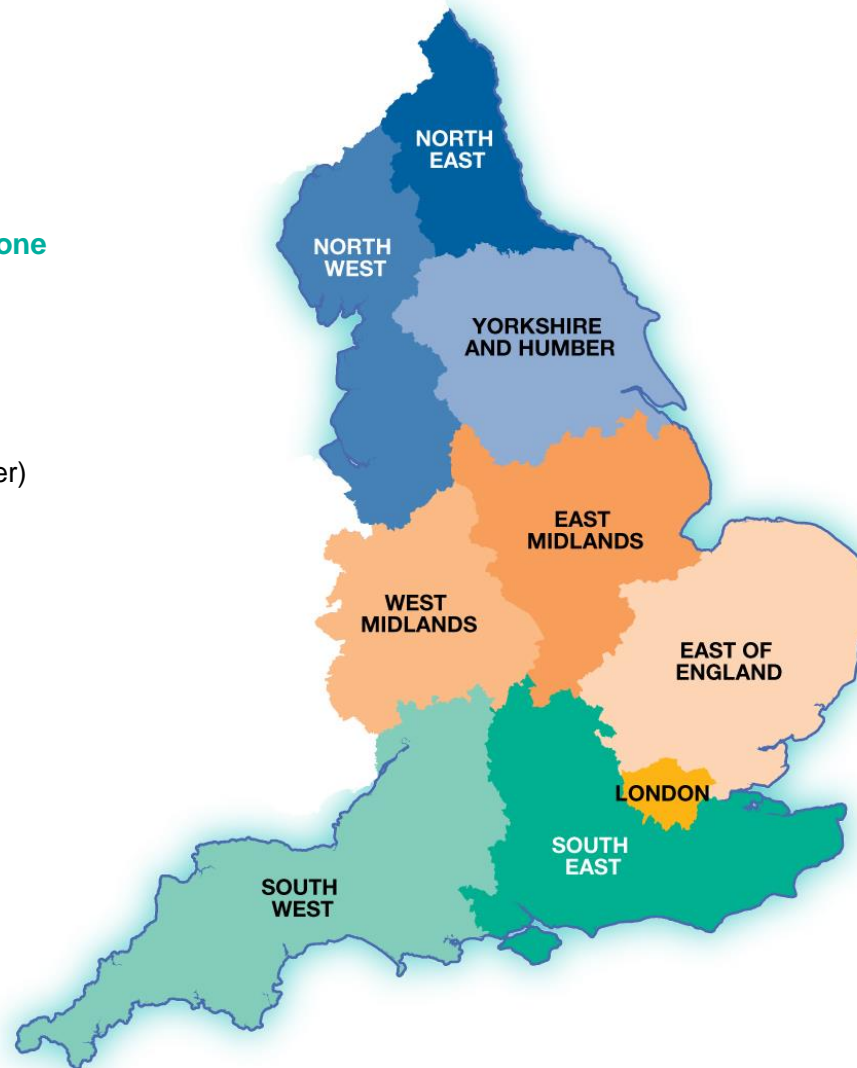 NORTH
EAST
one
NORTH
WEST
YORKSHIRE
AND HUMBER
er)
EAST
MIDLANDS
WEST
MIDLANDS
EAST OF
ENGLAND
LONDON
SOUTH
EAST
SOUTH
WEST